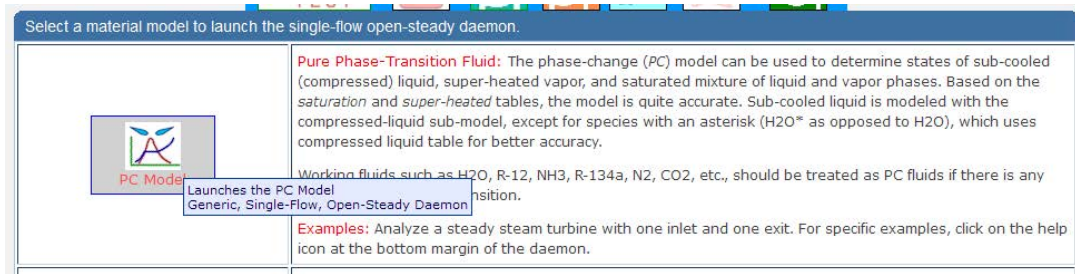 Select a material model to launch the single-flow open-steady daemon.
Pure Phase-Transition Fluid: The phase-change (PC) model can be used to determine states of sub-cooled
(compressed) liquid, super-heated vapor, and saturated mixture of liquid and vapor phases. Based on the
saturation and super-heated tables, the model is quite accurate. Sub-cooled liquid is modeled with the
compressed-liquid sub-model, except for species with an asterisk (H2O* as opposed to H2O), which uses
compressed liquid table for better accuracy.
PC Model
Launches the PC Model
Generic, Single-Flow, Open-Steady Daemon
Working fluids such as H2O, R-12, NH3, R-134a, N2, CO2, etc., should be treated as PC fluids if there is any
nsition.
Examples: Analyze a steady steam turbine with one inlet and one exit. For specific examples, click on the help
icon at the bottom margin of the daemon.